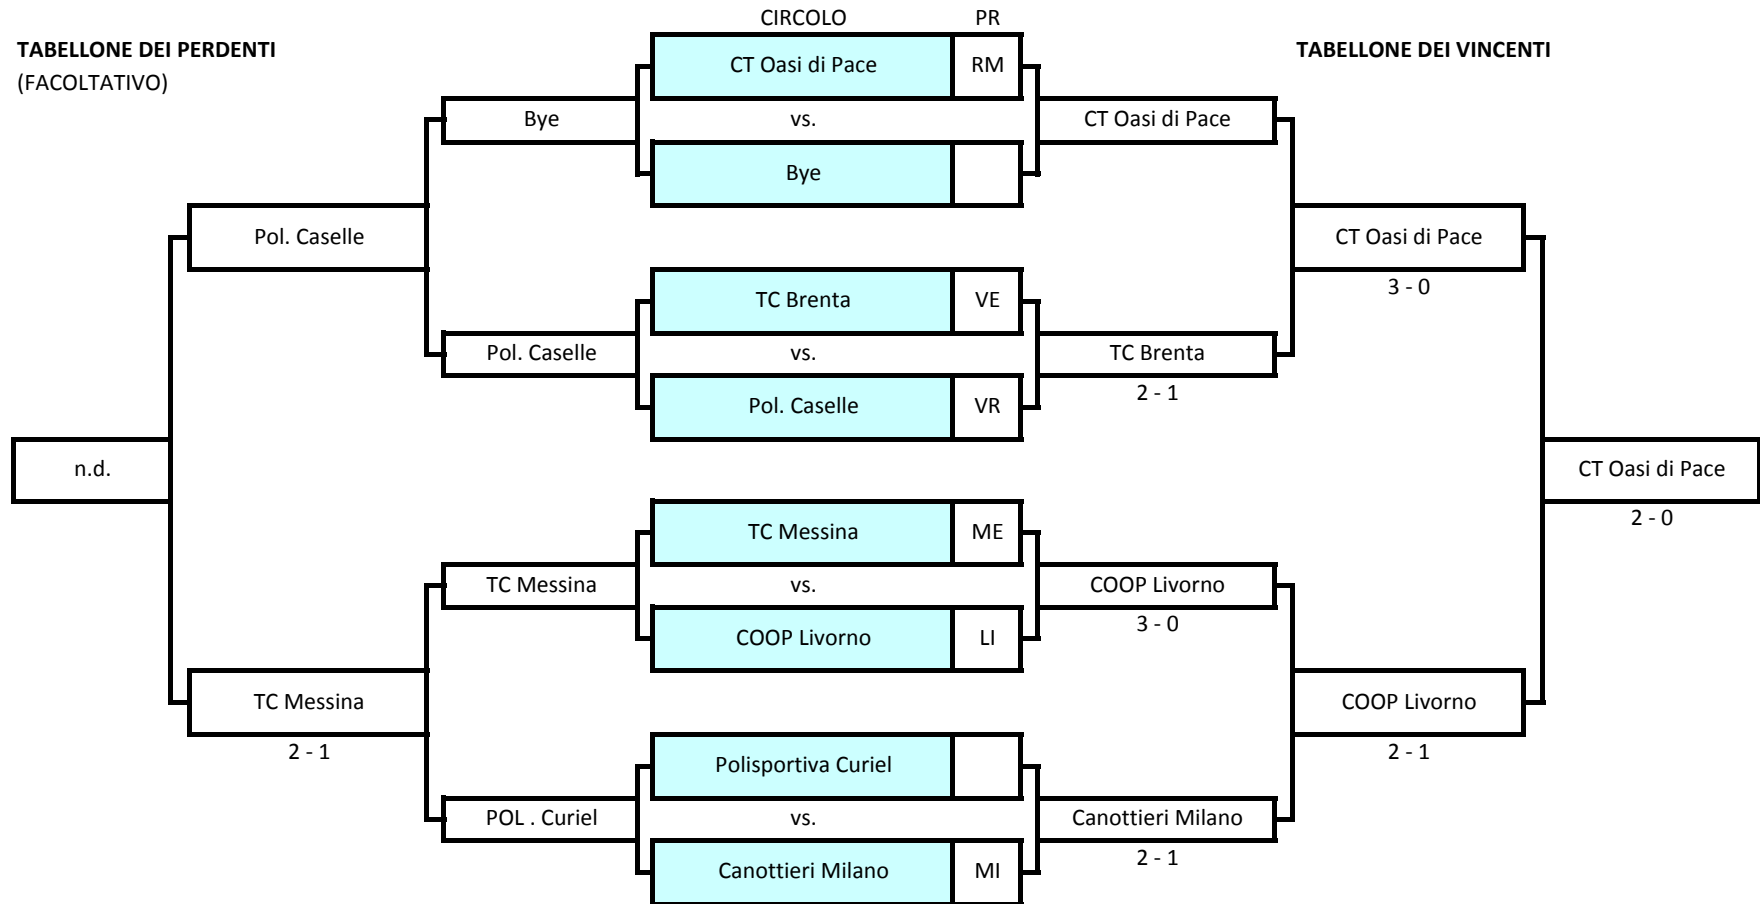 CIRCOLO PR
TABELLONE DEI PERDENTI
TABELLONE DEI VINCENTI
(FACOLTATIVO)
CT Oasi di Pace RM
Bye vs. CT Oasi di Pace
Bye
Pol. Caselle CT Oasi di Pace
3 - 0
TC Brenta VE
Pol. Caselle vs. TC Brenta
2 - 1
Pol. Caselle VR
n.d. CT Oasi di Pace
2 - 0
TC Messina ME
TC Messina vs. COOP Livorno
3 - 0
COOP Livorno LI
TC Messina COOP Livorno
2 - 1 2 - 1
Polisportiva Curiel
POL . Curiel vs. Canottieri Milano
2 - 1
Canottieri Milano MI